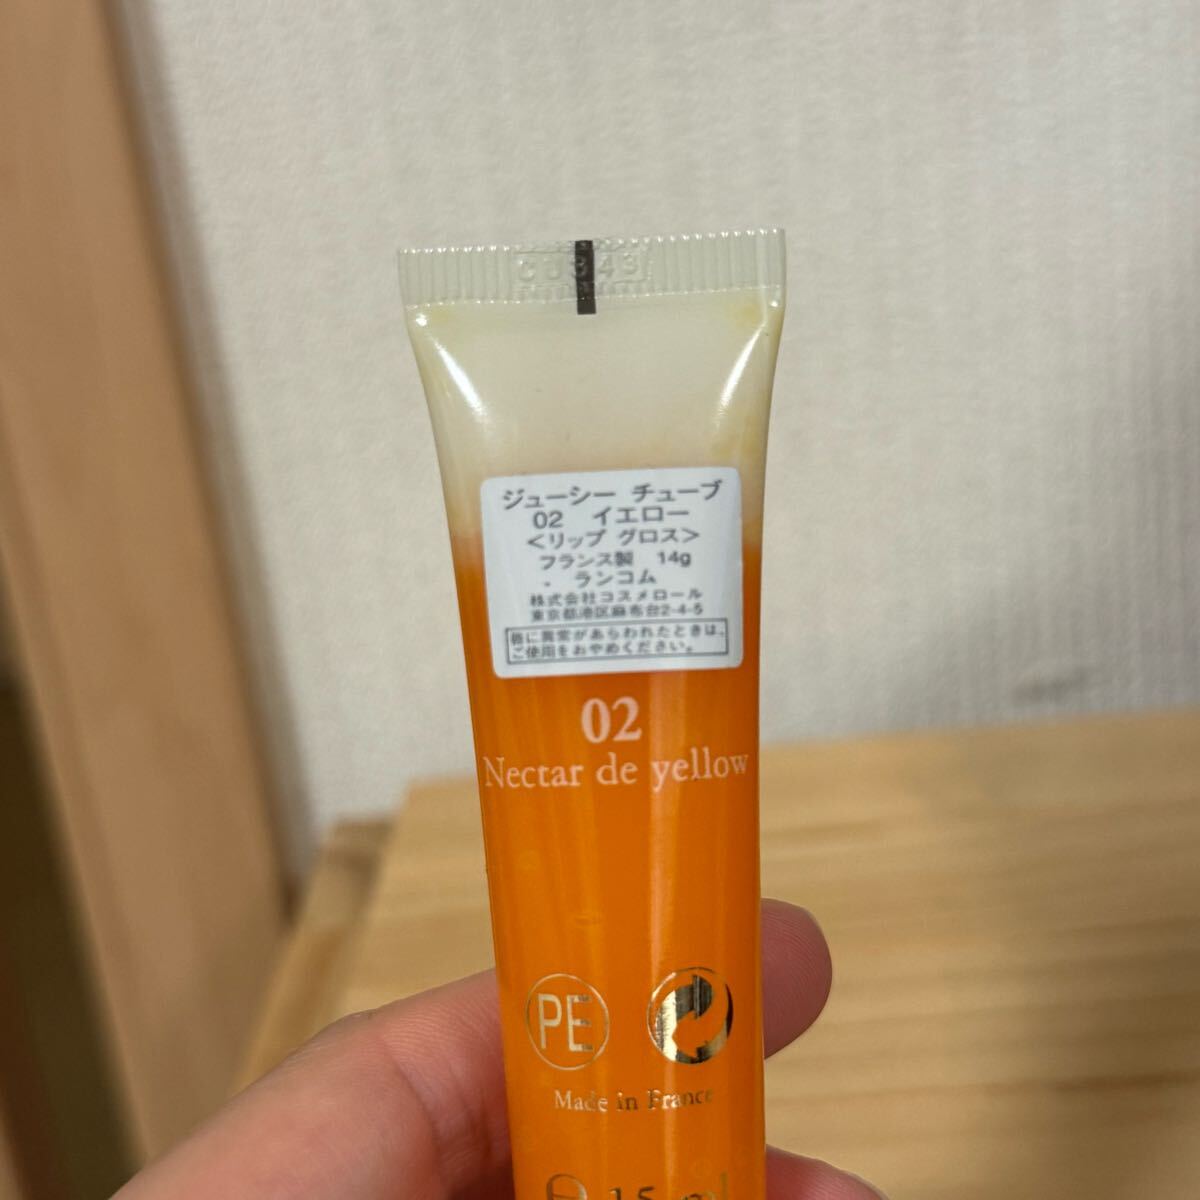 ジューシー チューブ
02 イエロー
<リップ グロス>
フランス製 14g
. ランコム
株式会社コスメロール
東京都港区麻布台2-4-5
唇に異常があらわれたときは、
ご使用をおやめください。
02
Nectar de yellow
PE
Made in France
15 ml